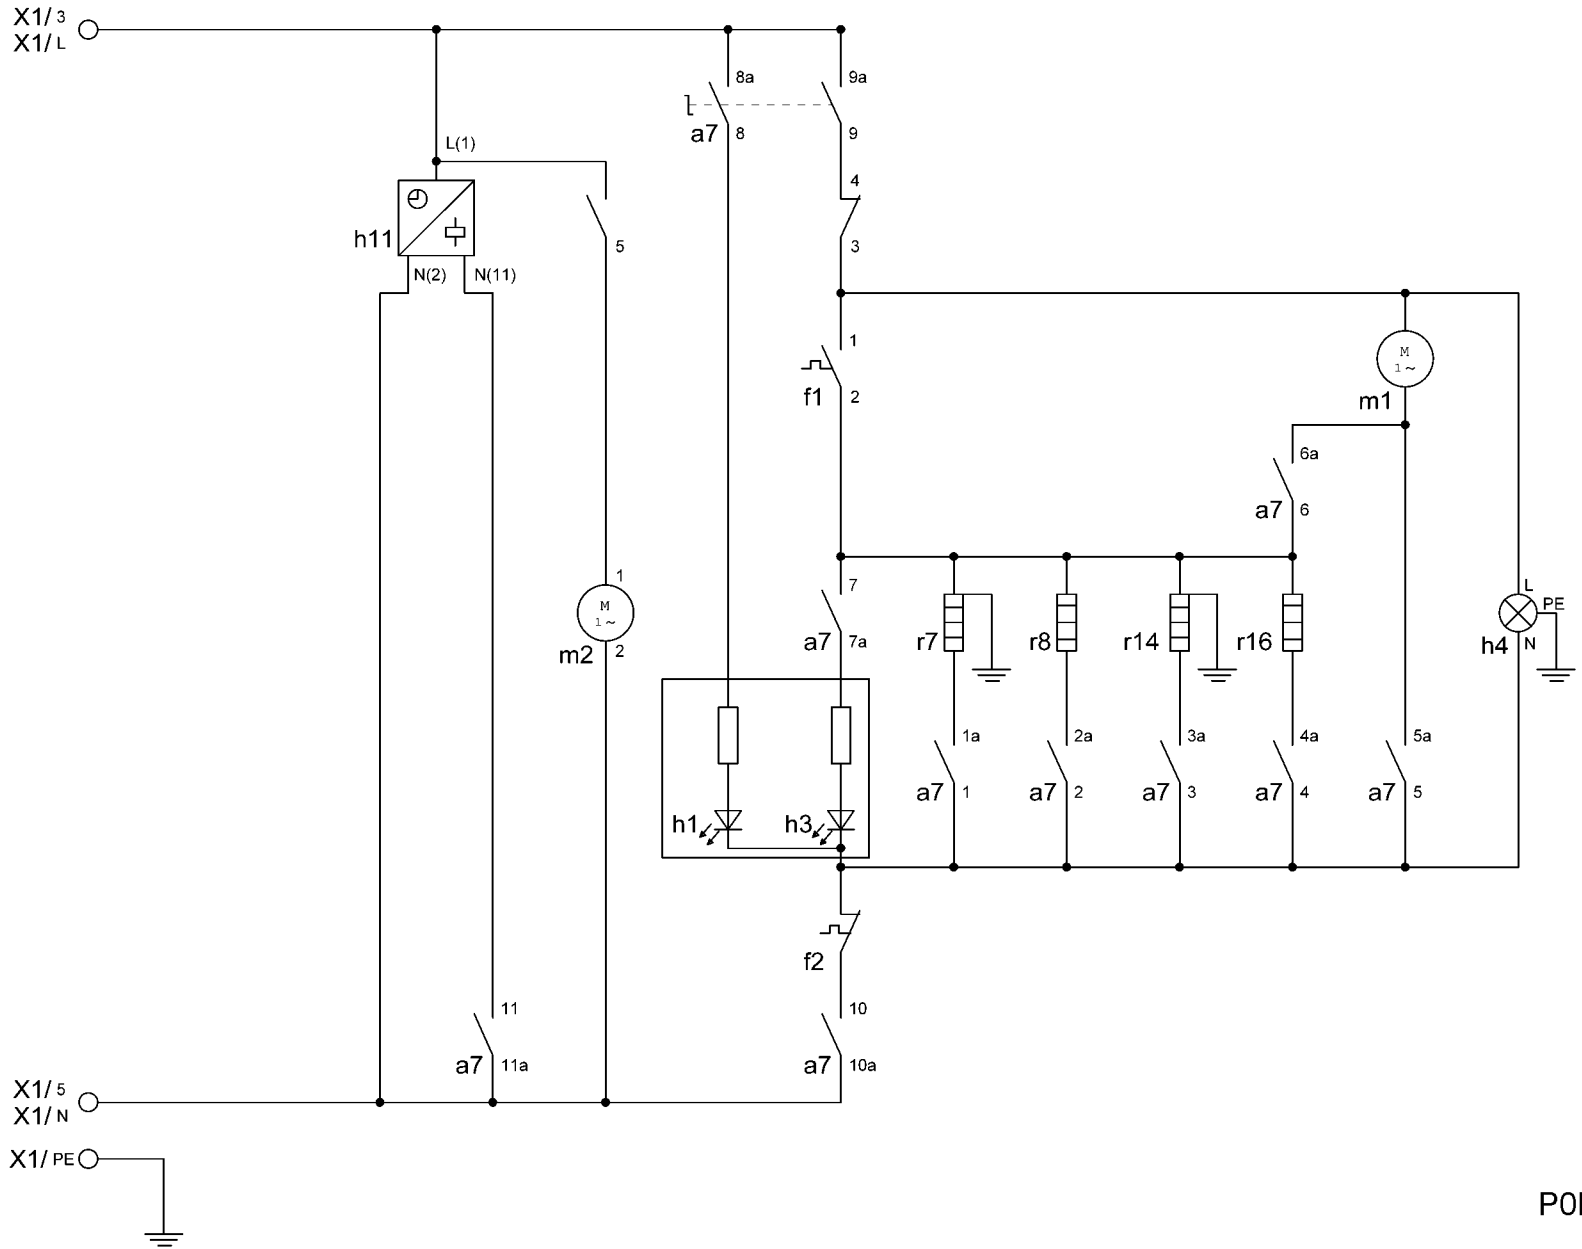 X1/ 3
X1/ L
8a
9a
a7
8
9
L(1)
4
h11
5
3
N(2)
N(11)
1
M
1~
f1
2
m1
6a
a7
6
1
7
L
M
1~
PE
m2
2
a7
7a
r7
r8
r14
r16
h4
N
1a
2a
3a
4a
5a
a7
1
a7
2
a7
3
a7
4
a7
5
h1
h3
f2
11
10
a7
11a
a7
10a
X1/ 5
X1/ N
X1/ PE
P0I